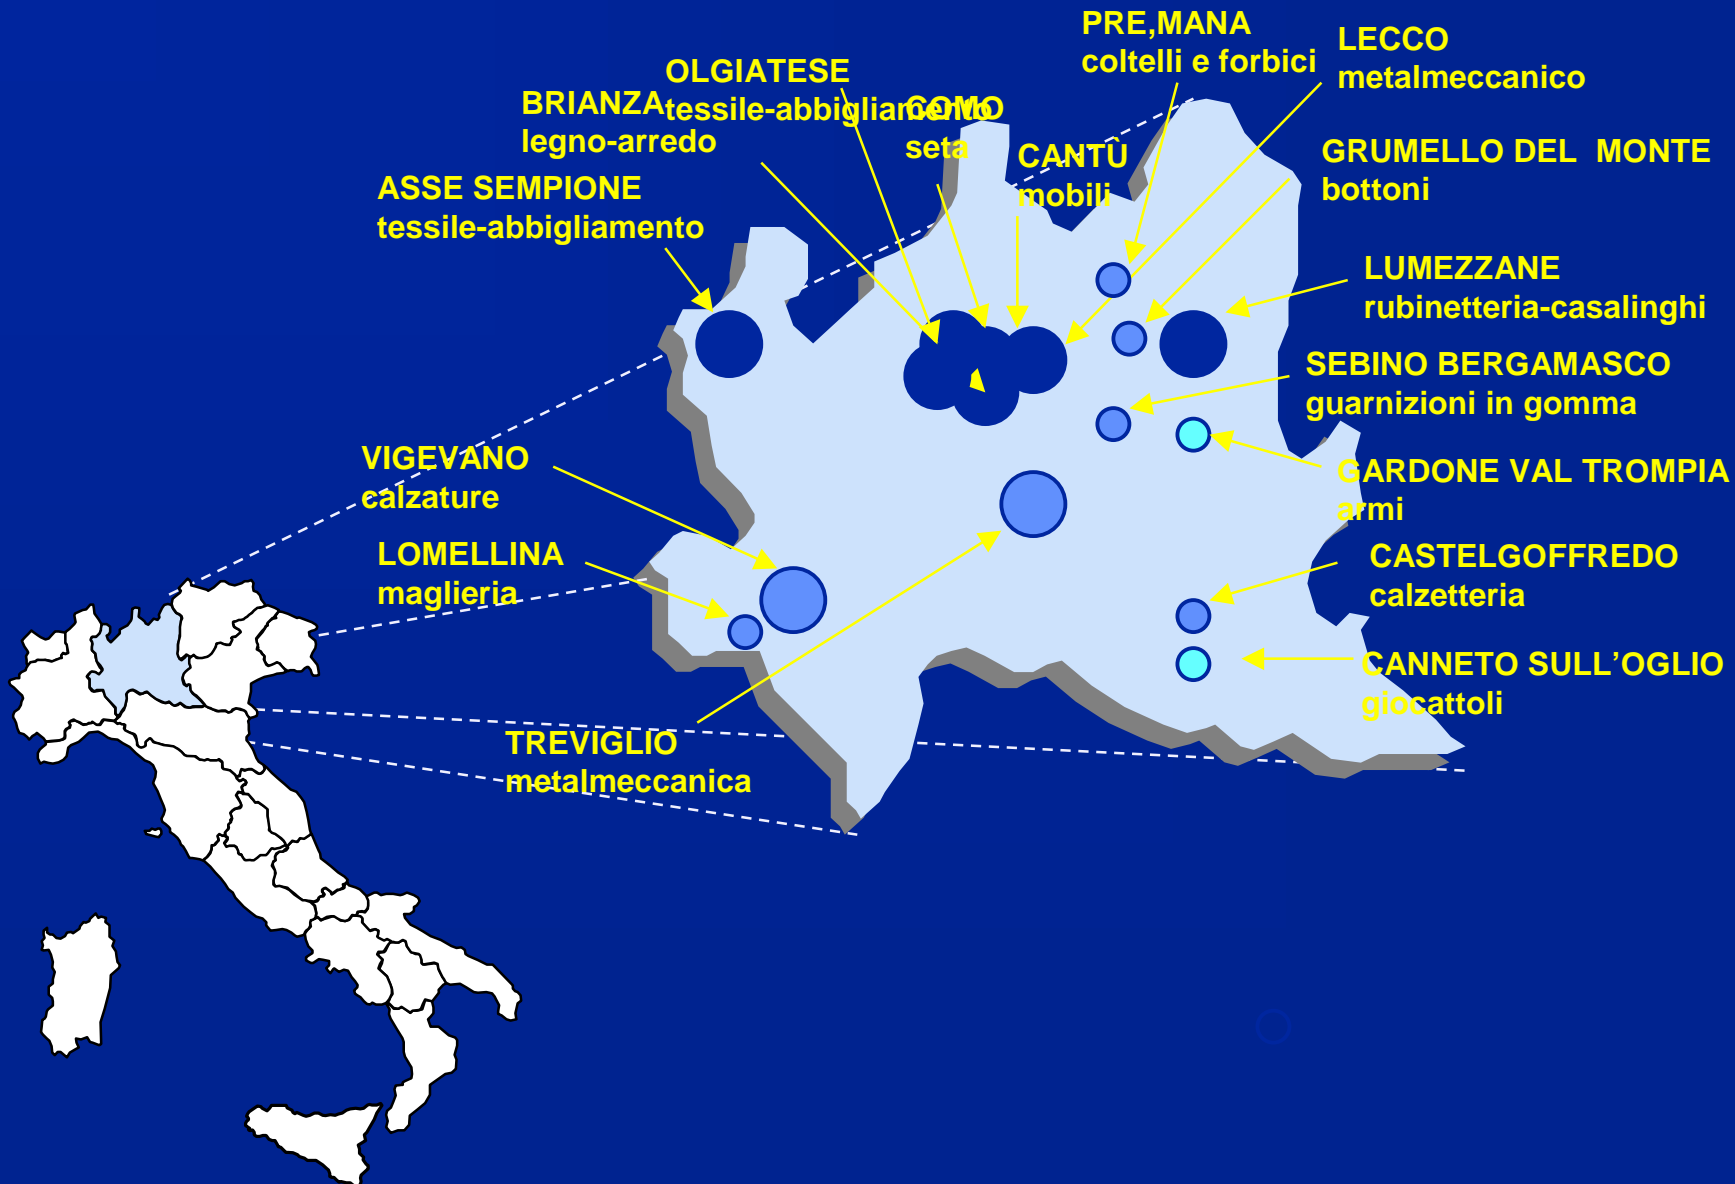 PRE,MANA
coltelli e forbici
LECCO
metalmeccanico
OLGIATESE
tessile-abbigliamento
BRIANZA
legno-arredo
COMO
seta
CANTÙ
mobili
GRUMELLO DEL  MONTE
bottoni
ASSE SEMPIONE
tessile-abbigliamento
LUMEZZANE
rubinetteria-casalinghi
SEBINO BERGAMASCO
guarnizioni in gomma
VIGEVANO
calzature
GARDONE VAL TROMPIA
armi
LOMELLINA
maglieria
CASTELGOFFREDO
calzetteria
CANNETO SULL’OGLIO
giocattoli
TREVIGLIO
metalmeccanica